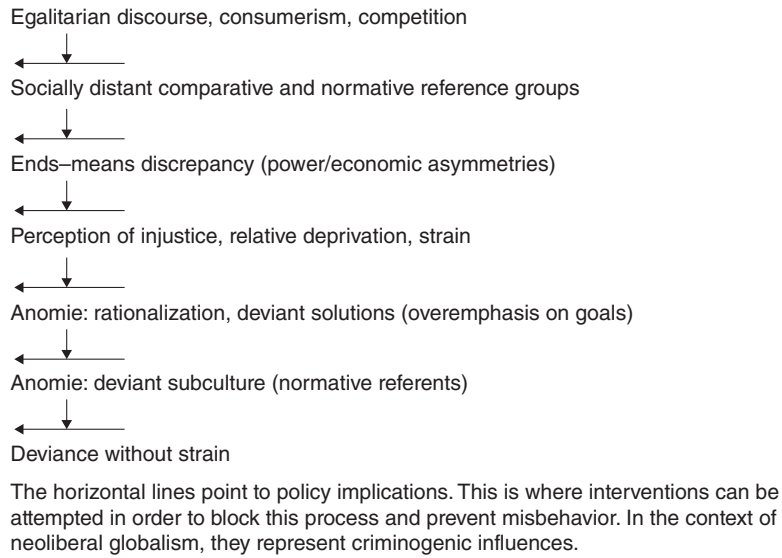 Egalitarian discourse, consumerism, competition
Socially distant comparative and normative reference groups
Ends–means discrepancy (power/economic asymmetries)
Perception of injustice, relative deprivation, strain
Anomie: rationalization, deviant solutions (overemphasis on goals)
Anomie: deviant subculture (normative referents)
Deviance without strain
The horizontal lines point to policy implications. This is where interventions can be
attempted in order to block this process and prevent misbehavior. In the context of
neoliberal globalism, they represent criminogenic influences.